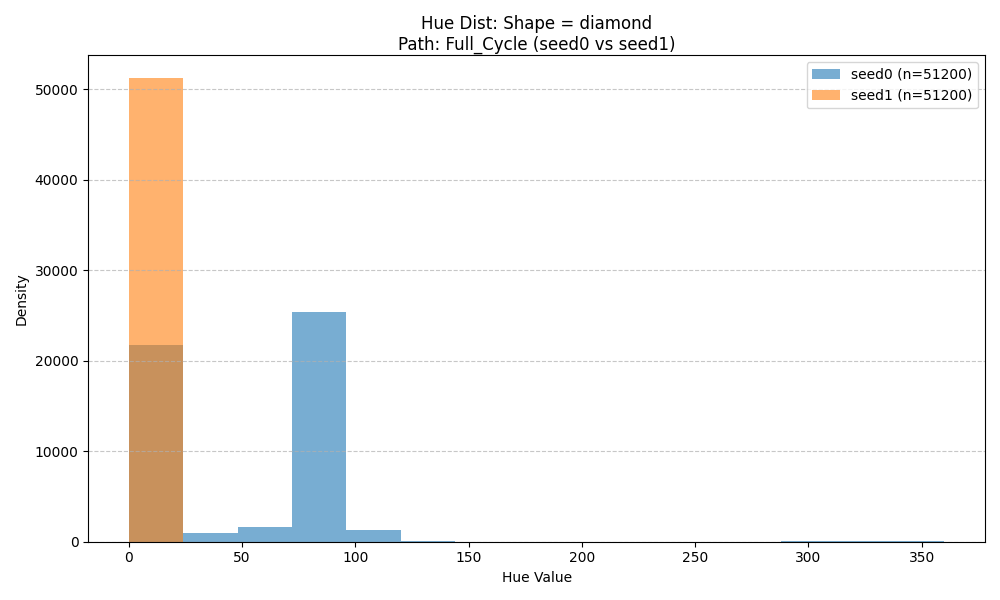 Hue Dist: Shape = diamond
Path: Full_Cycle (seed0 vs seed1)
seed0 (n=51200)
seed1 (n=51200)
Density
50000
40000
30000
20000
10000
0
0 50 100 150 200 250 300 350
Hue Value